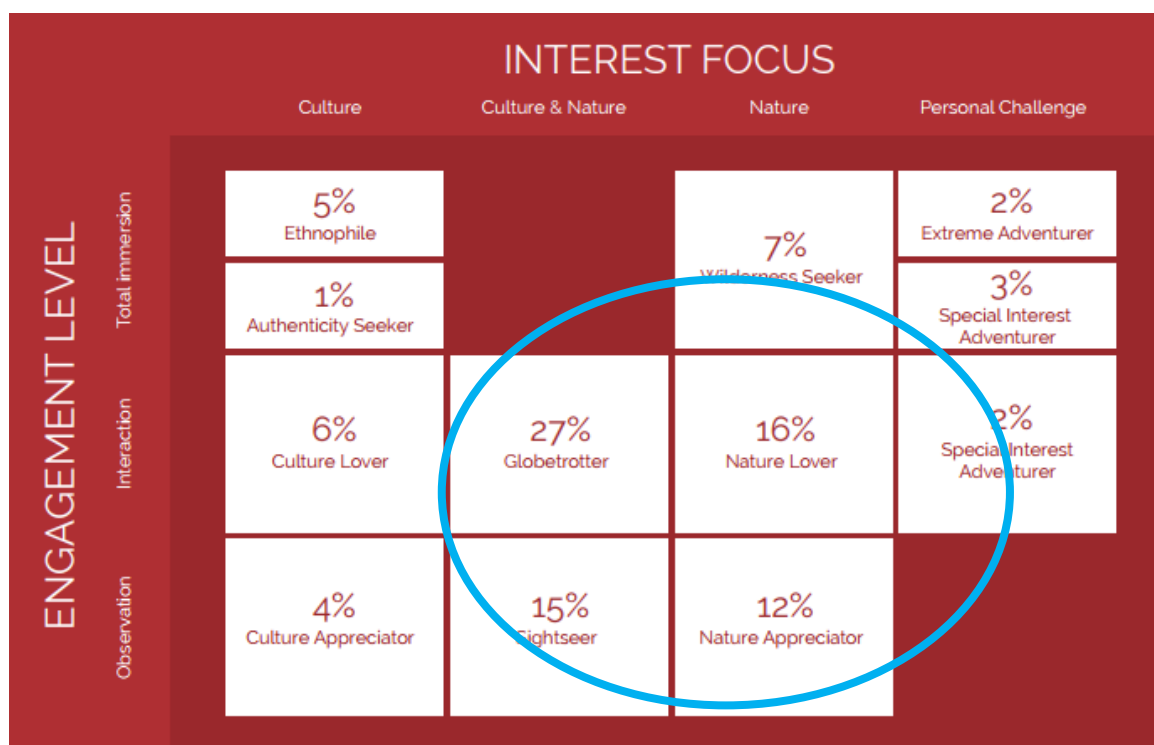 INTEREST FOCUS
Culture
Culture & Nature
Nature
Personal Challenge
ENGAGEMENT LEVEL
Total immersion
5%
Ethnophile
1%
Authenticity Seeker
7%
Wilderness Seeker
2%
Extreme Adventurer
3%
Special Interest
Adventurer
Interaction
6%
Culture Lover
27%
Globetrotter
16%
Nature Lover
2%
Special Interest
Adventurer
Observation
4%
Culture Appreciator
15%
Sightseer
12%
Nature Appreciator